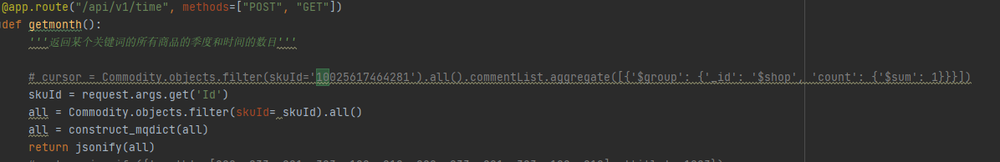 @app.route("/api/v1/time", methods=["POST", "GET"])
def getmonth():
'''返回某个关键词的所有商品的季度和时间的数目'''
# cursor = Commodity.objects.filter(skuId='10025617464281').all().commentList.aggregate([{'$group': {'_id': '$shop', 'count': {'$sum': 1}}}])
skuId = request.args.get('Id')
all = Commodity.objects.filter(skuId= skuId).all()
all = construct_mqdict(all)
return jsonify(all)